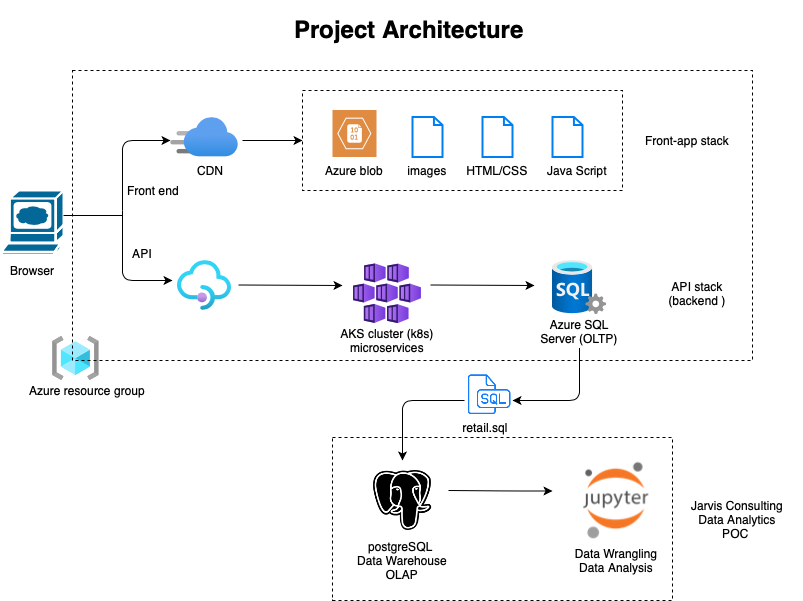 Project Architecture
10
01
Azure blob
images
HTML/CSS
Java Script
Front-app stack
CDN
Front end
Browser
API
AKS cluster (k8s)
microservices
SQL
Azure SQL
Server (OLTP)
API stack
(backend )
Azure resource group
SQL
retail.sql
postgreSQL
Data Warehouse
OLAP
jupyter
Data Wrangling
Data Analysis
Jarvis Consulting
Data Analytics
POC